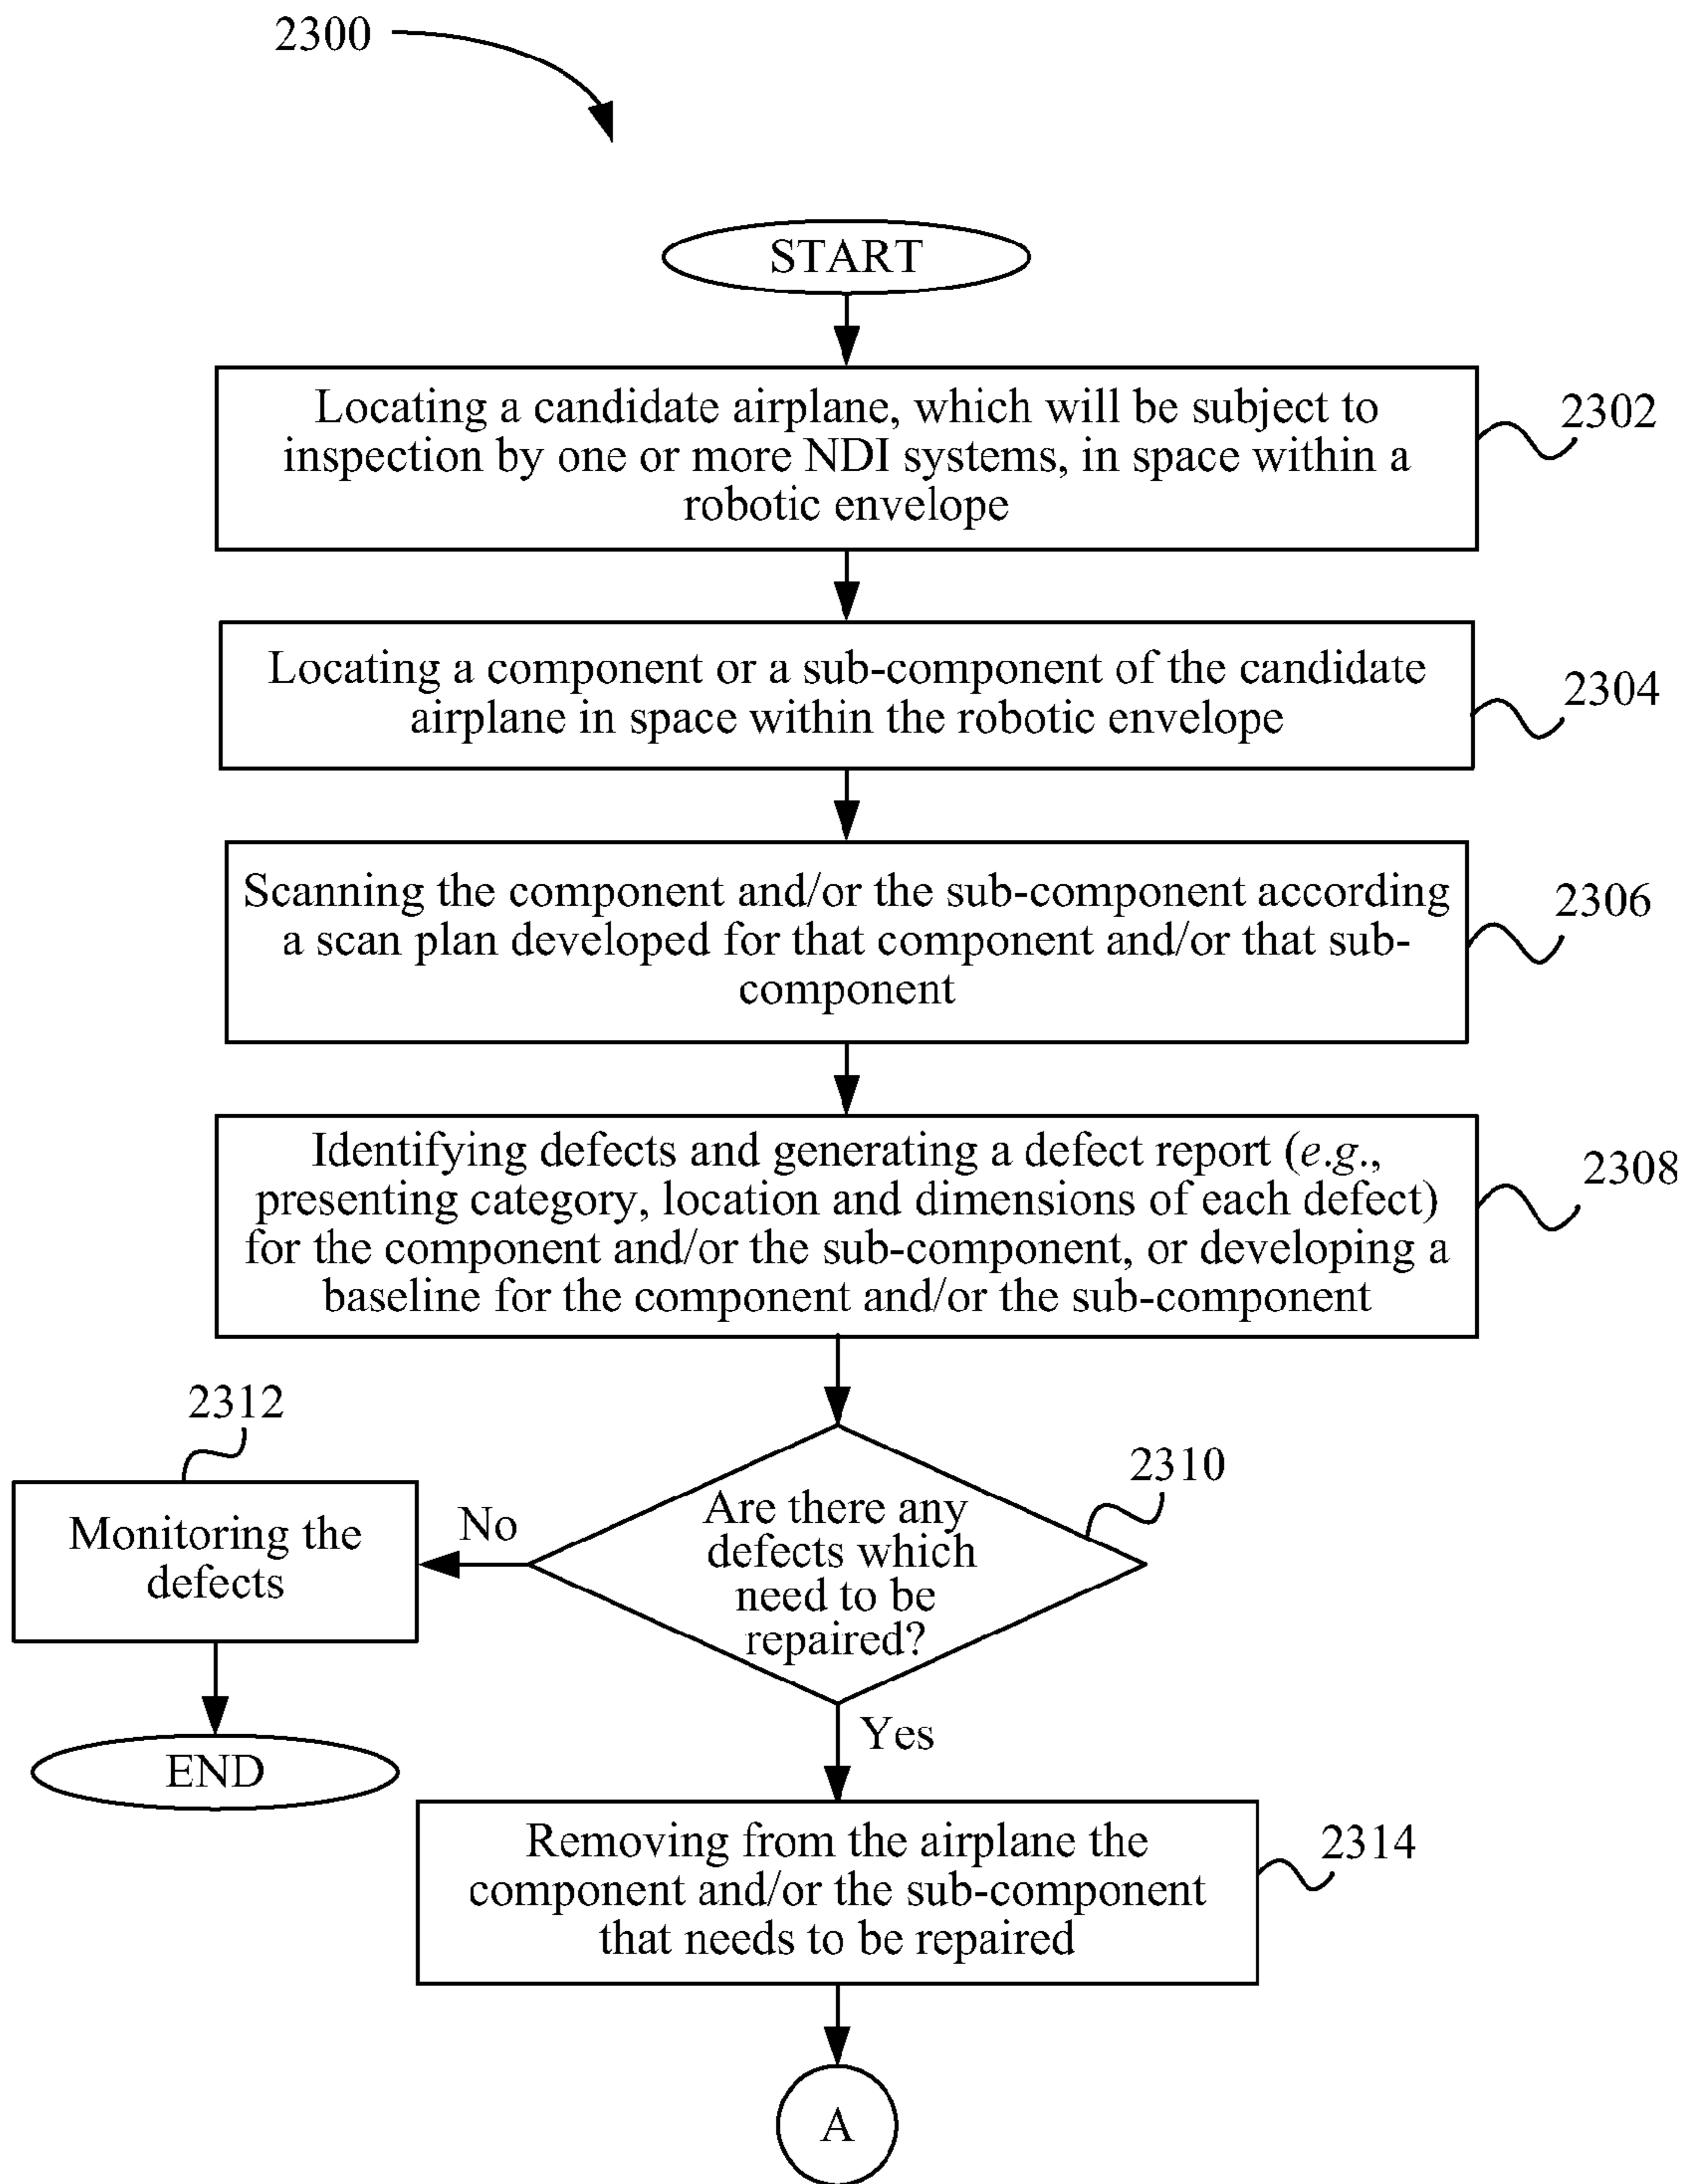 2300
START
Locating a candidate airplane, which will be subject to
inspection by one or more NDI systems, in space within a
robotic envelope
2302
Locating a component or a sub-component of the candidate
airplane in space within the robotic envelope
2304
Scanning the component and/or the sub-component according
a scan plan developed for that component and/or that sub-
component
2306
Identifying defects and generating a defect report (e.g.,
presenting category, location and dimensions of each defect)
for the component and/or the sub-component, or developing a
baseline for the component and/or the sub-component
2308
2312
Monitoring the
defects
No
Are there any
defects which
need to be
repaired?
2310
END
Yes
Removing from the airplane the
component and/or the sub-component
that needs to be repaired
2314
A